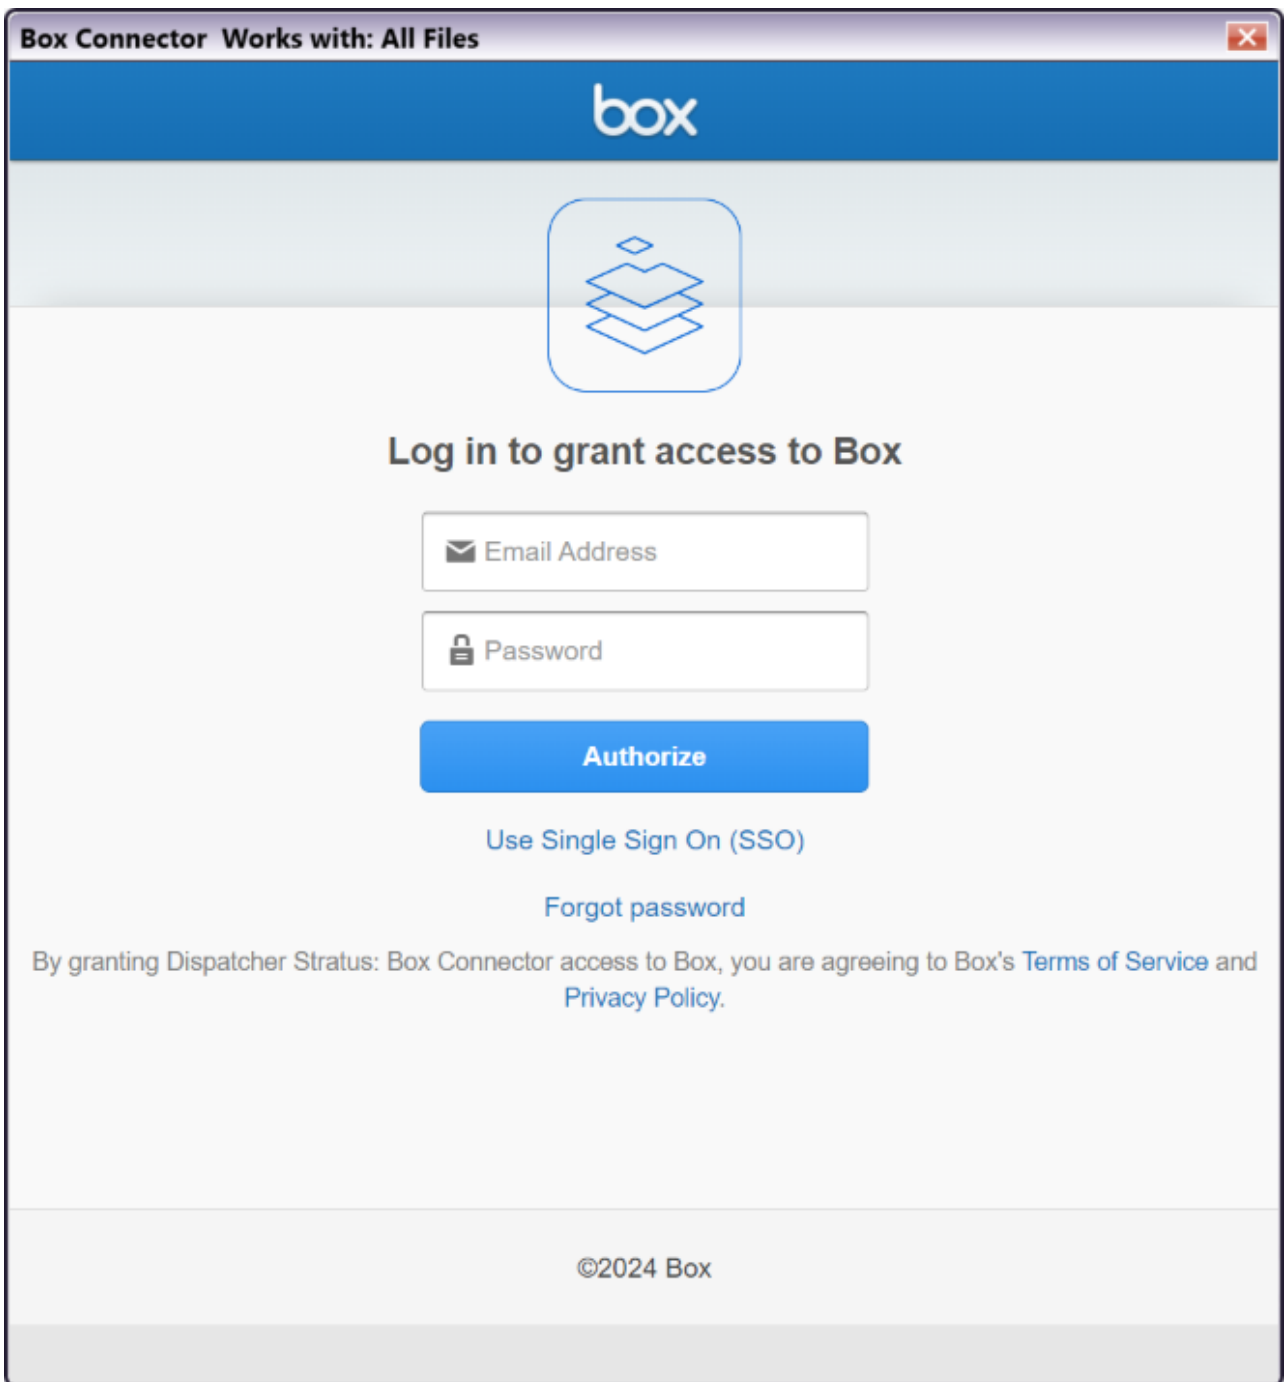 Box Connector Works with: All Files
box
Log in to grant access to Box
Email Address
Password
Authorize
Use Single Sign On (SSO)
Forgot password
By granting Dispatcher Stratus: Box Connector access to Box, you are agreeing to Box's Terms of Service and
Privacy Policy.
©2024 Box